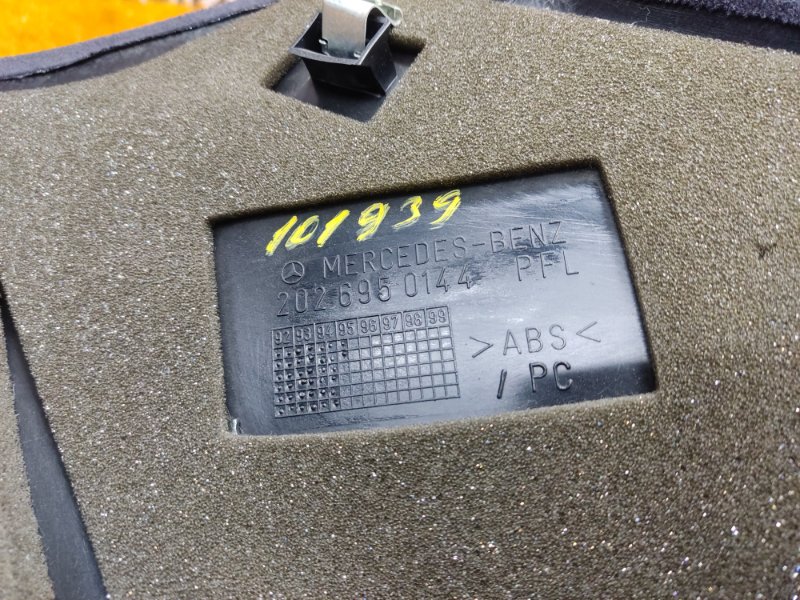 101939
MERCEDES-BENZ
202 695 0144 PFL
92 93 94 95 96 97 98 99
>ABS<
/ PC